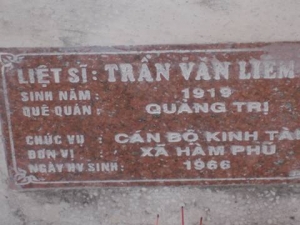 LIỆT SĨ : TRẦN VĂN LIÊM
SINH NĂM : 1919
QUÊ QUÁN : QUẢNG TRỊ
CHỨC VỤ : CÁN BỘ KINH TÀI
ĐƠN VỊ : XÃ HÀM PHÚ
NGÀY HY SINH: 1966